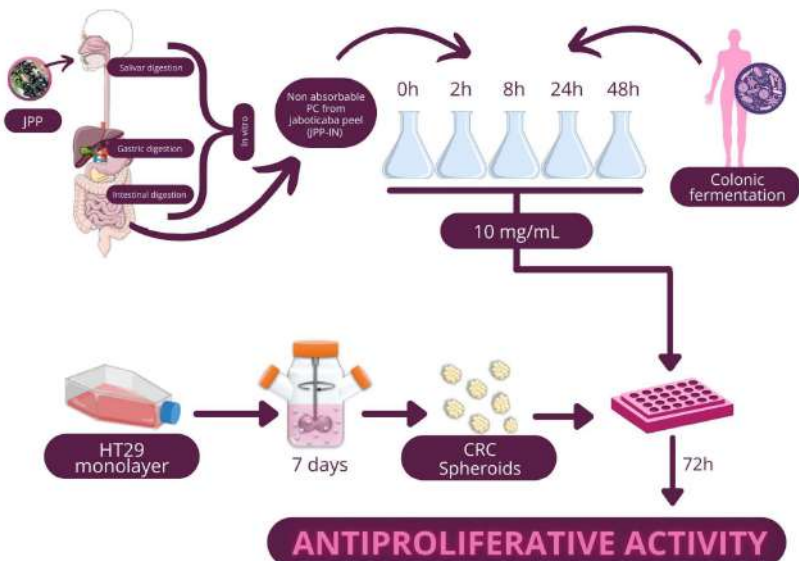 JPP
Salivar digestion
Gastric digestion
Intestinal digestion
In vitro
Non absorbable
PC from
jaboticaba peel
(JPP-IN)
0h 2h 8h 24h 48h
Colonic
fermentation
10 mg/mL
HT29
monolayer
7 days
CRC
Spheroids
72h
ANTIPROLIFERATIVE ACTIVITY